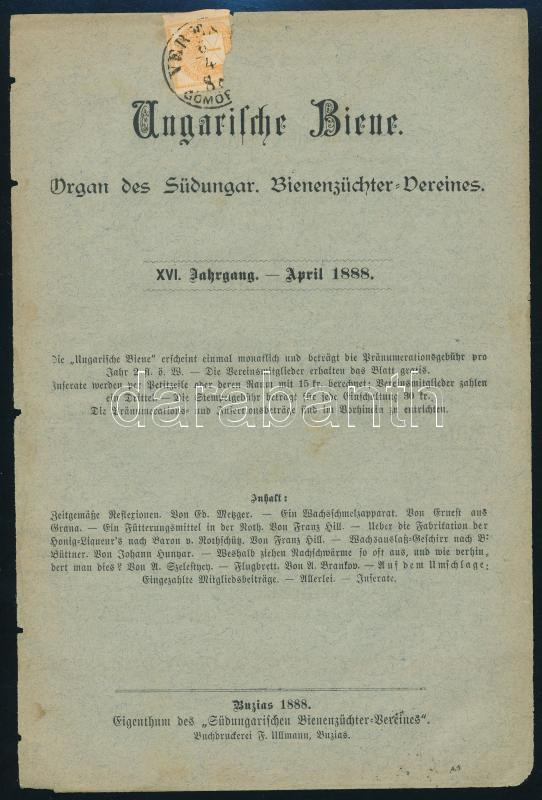 GÖMÖR
Ungarische Biene.
Organ des Südungar. Bienenzüchter-Vereines.
XVI. Jahrgang. — April 1888.
Die „Ungarische Biene" erscheint einmal monatlich und beträgt die Pränumerationsgebühr pro
Jahr 2 fl. ö. W. — Die Vereinsmitglieder erhalten das Blatt gratis.
Inserate werden per Petitzeile oder deren Raum mit 15 kr. berechnet Vereinsmitglieder zahlen
ein Drittel. Die Stempelgebühr beträgt für jede Einschaltung 30 kr.
Die Pränumerations- und Insertionsbeträge sind im Vorhinein zu entrichten.
darabanth
Inhalt:
Zeitgemäße Reflexionen. Von Ed. Metzger. — Ein Wachsschmelzapparat. Von Ernest aus
Grana. — Ein Fütterungsmittel in der Noth. Von Franz Hill. — Ueber die Fabrikation der
Honig-Liqueur's nach Baron v. Rothschütz. Von Franz Hill. — Wachsauslaß-Geschirr nach B.
Büttner. Von Johann Hunyar. — Weshald ziehen Nachschwärme so oft aus, und wie verhin,
dert man dies? Von A. Szelestyey. — Flugbrett. Von A. Brankov. — Auf dem Umschlage:
Eingezahlte Mitgliedsbeiträge. — Allerlei. — Inserate.
Buzias 1888.
Eigenthum des „Südungarischen Bienenzüchter-Vereines".
Buchdruckerei F. Ullmann, Buzias.